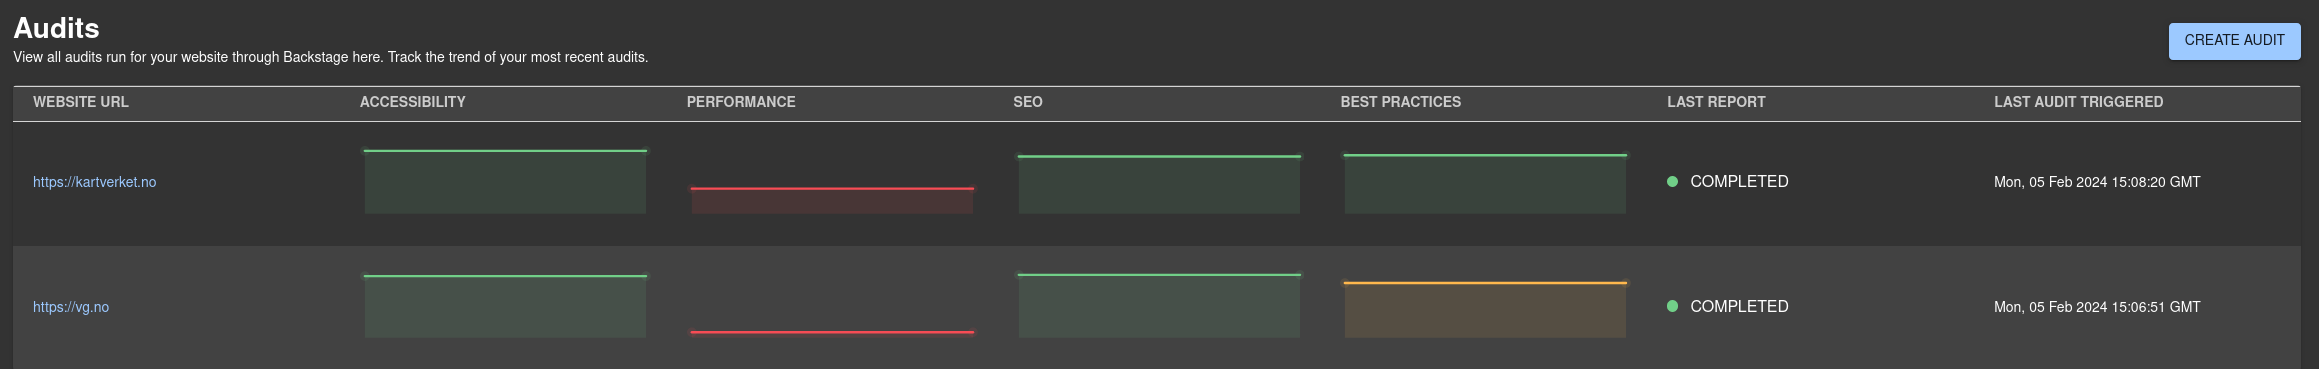 Audits
View all audits run for your website through Backstage here. Track the trend of your most recent audits.
CREATE AUDIT
WEBSITE URL ACCESSIBILITY PERFORMANCE SEO BEST PRACTICES LAST REPORT LAST AUDIT TRIGGERED
https://kartverket.no COMPLETED Mon, 05 Feb 2024 15:08:20 GMT
https://vg.no COMPLETED Mon, 05 Feb 2024 15:06:51 GMT